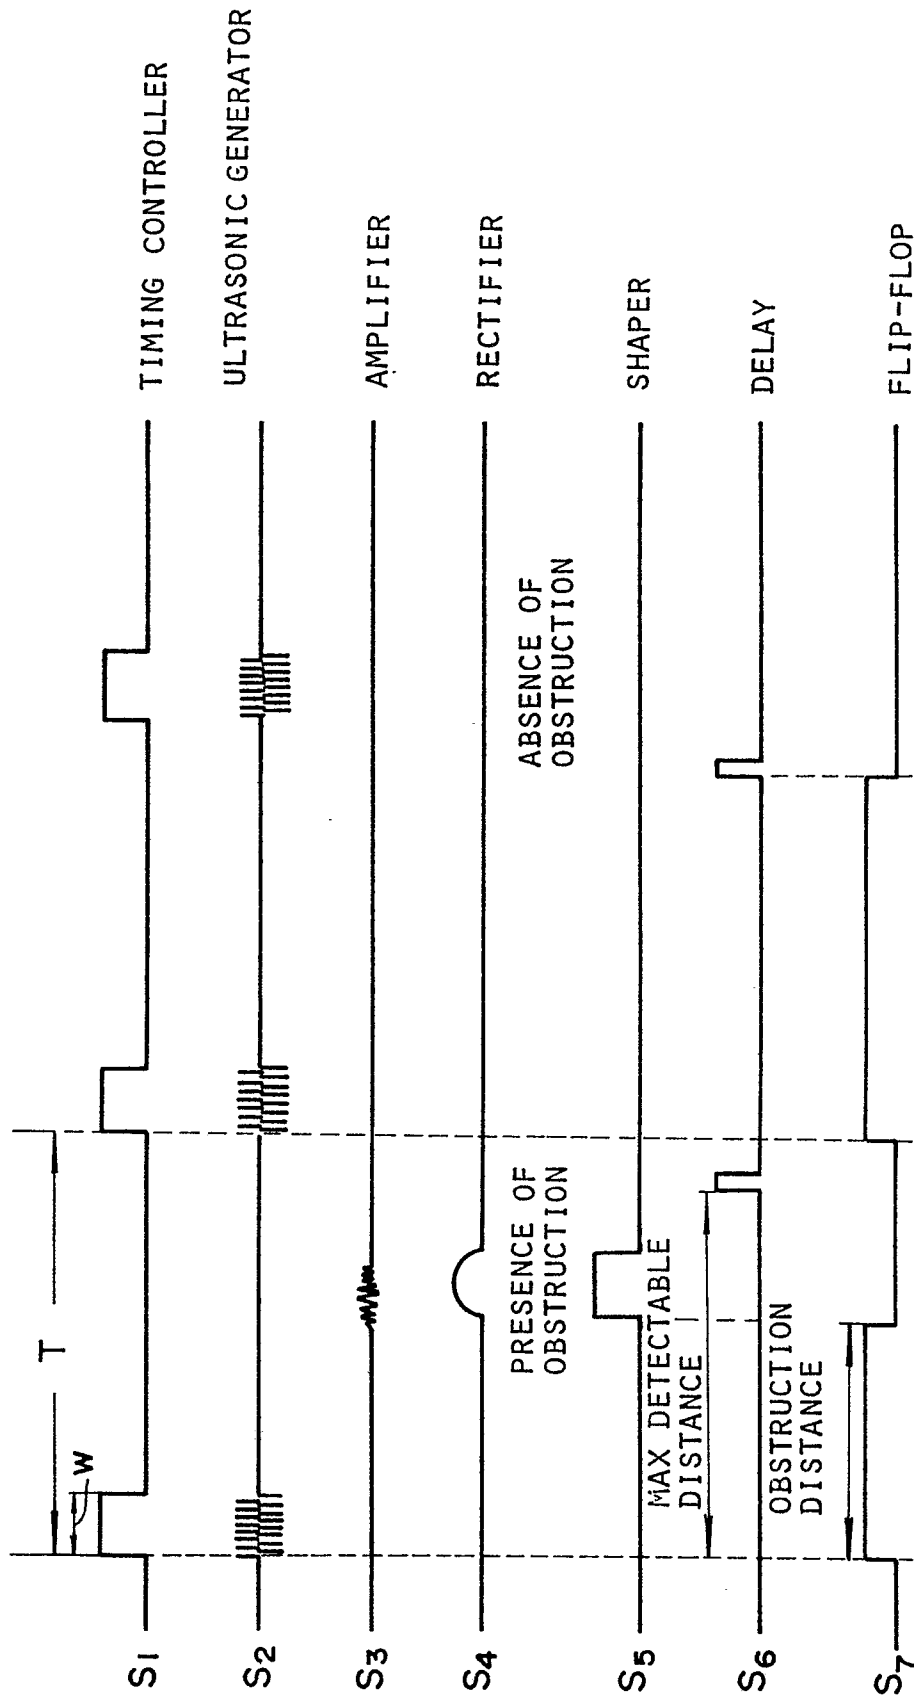 T
W
S1
TIMING CONTROLLER
S2
ULTRASONIC GENERATOR
S3
AMPLIFIER
S4
RECTIFIER
PRESENCE OF
OBSTRUCTION
ABSENCE OF
OBSTRUCTION
S5
SHAPER
MAX DETECTABLE
DISTANCE
S6
DELAY
OBSTRUCTION
DISTANCE
S7
FLIP-FLOP